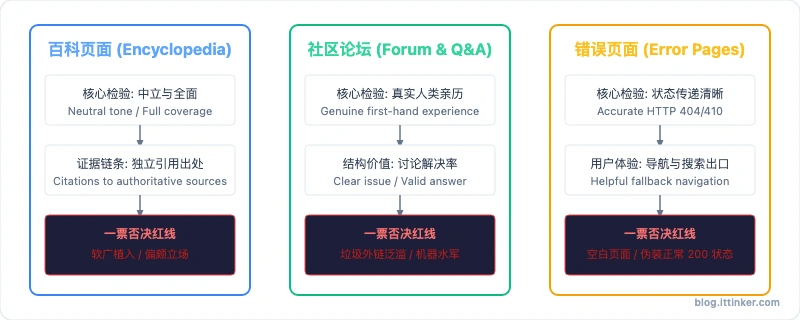 百科页面 (Encyclopedia)
核心检验: 中立与全面
Neutral tone / Full coverage
证据链条: 独立引用出处
Citations to authoritative sources
一票否决红线
软广植入 / 偏颇立场
社区论坛 (Forum & Q&A)
核心检验: 真实人类亲历
Genuine first-hand experience
结构价值: 讨论解决率
Clear issue / Valid answer
一票否决红线
垃圾外链泛滥 / 机器水军
错误页面 (Error Pages)
核心检验: 状态传递清晰
Accurate HTTP 404/410
用户体验: 导航与搜索出口
Helpful fallback navigation
一票否决红线
空白页面 / 伪装正常 200 状态
blog.ittinker.com